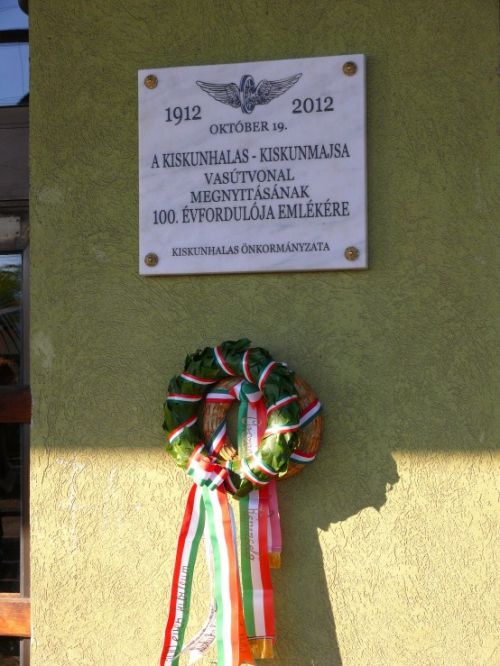 1912 2012
OKTÓBER 19.
A KISKUNHALAS - KISKUNMAJSA
VASÚTVONAL
MEGNYITÁSÁNAK
100. ÉVFORDULÓJA EMLÉKÉRE
KISKUNHALAS ÖNKORMÁNYZATA